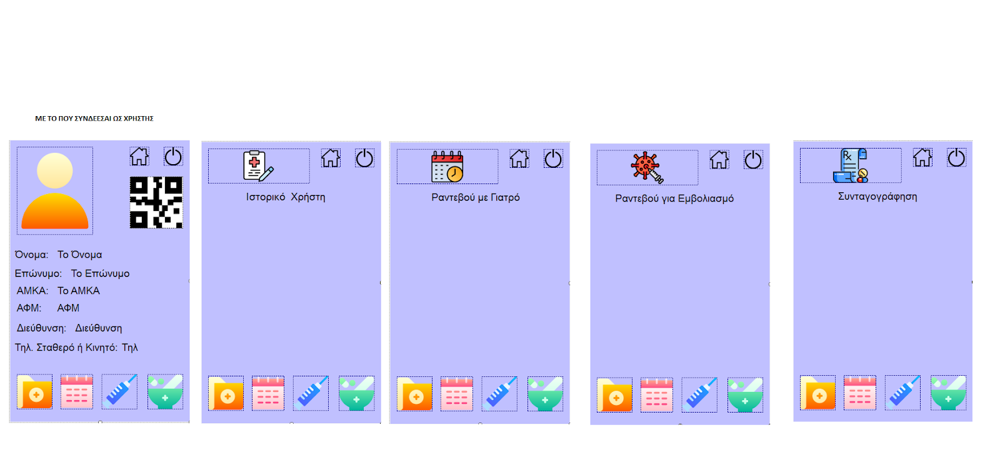 ΜΕ ΤΟ ΠΟΥ ΣΥΝΔΕΕΣΑΙ ΩΣ ΧΡΗΣΤΗΣ
Όνομα: Το Όνομα
Επώνυμο: Το Επώνυμο
ΑΜΚΑ: Το ΑΜΚΑ
ΑΦΜ: ΑΦΜ
Διεύθυνση: Διεύθυνση
Τηλ. Σταθερό ή Κινητό: Τηλ
Ιστορικό Χρήστη
Ραντεβού με Γιατρό
Ραντεβού για Εμβολιασμό
Rx
Συνταγογράφηση